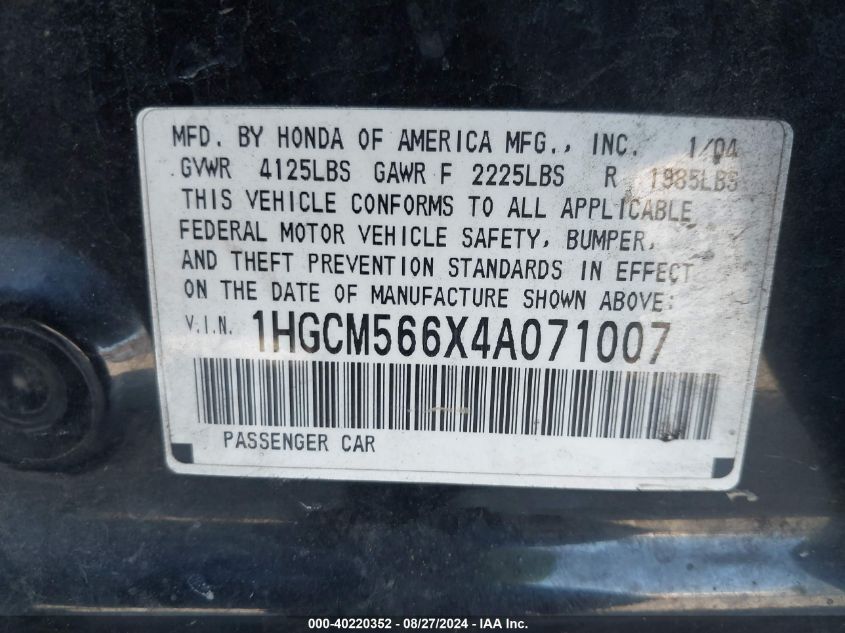 MFD. BY HONDA OF AMERICA MFG., INC. 1/04
GVWR 4125LBS GAWR F 2225LBS R 1985LBS
THIS VEHICLE CONFORMS TO ALL APPLICABLE
FEDERAL MOTOR VEHICLE SAFETY, BUMPER,
AND THEFT PREVENTION STANDARDS IN EFFECT
ON THE DATE OF MANUFACTURE SHOWN ABOVE:
V.I.N. 1HGCM566X4A071007
PASSENGER CAR
000-40220352 - 08/27/2024 - IAA Inc.